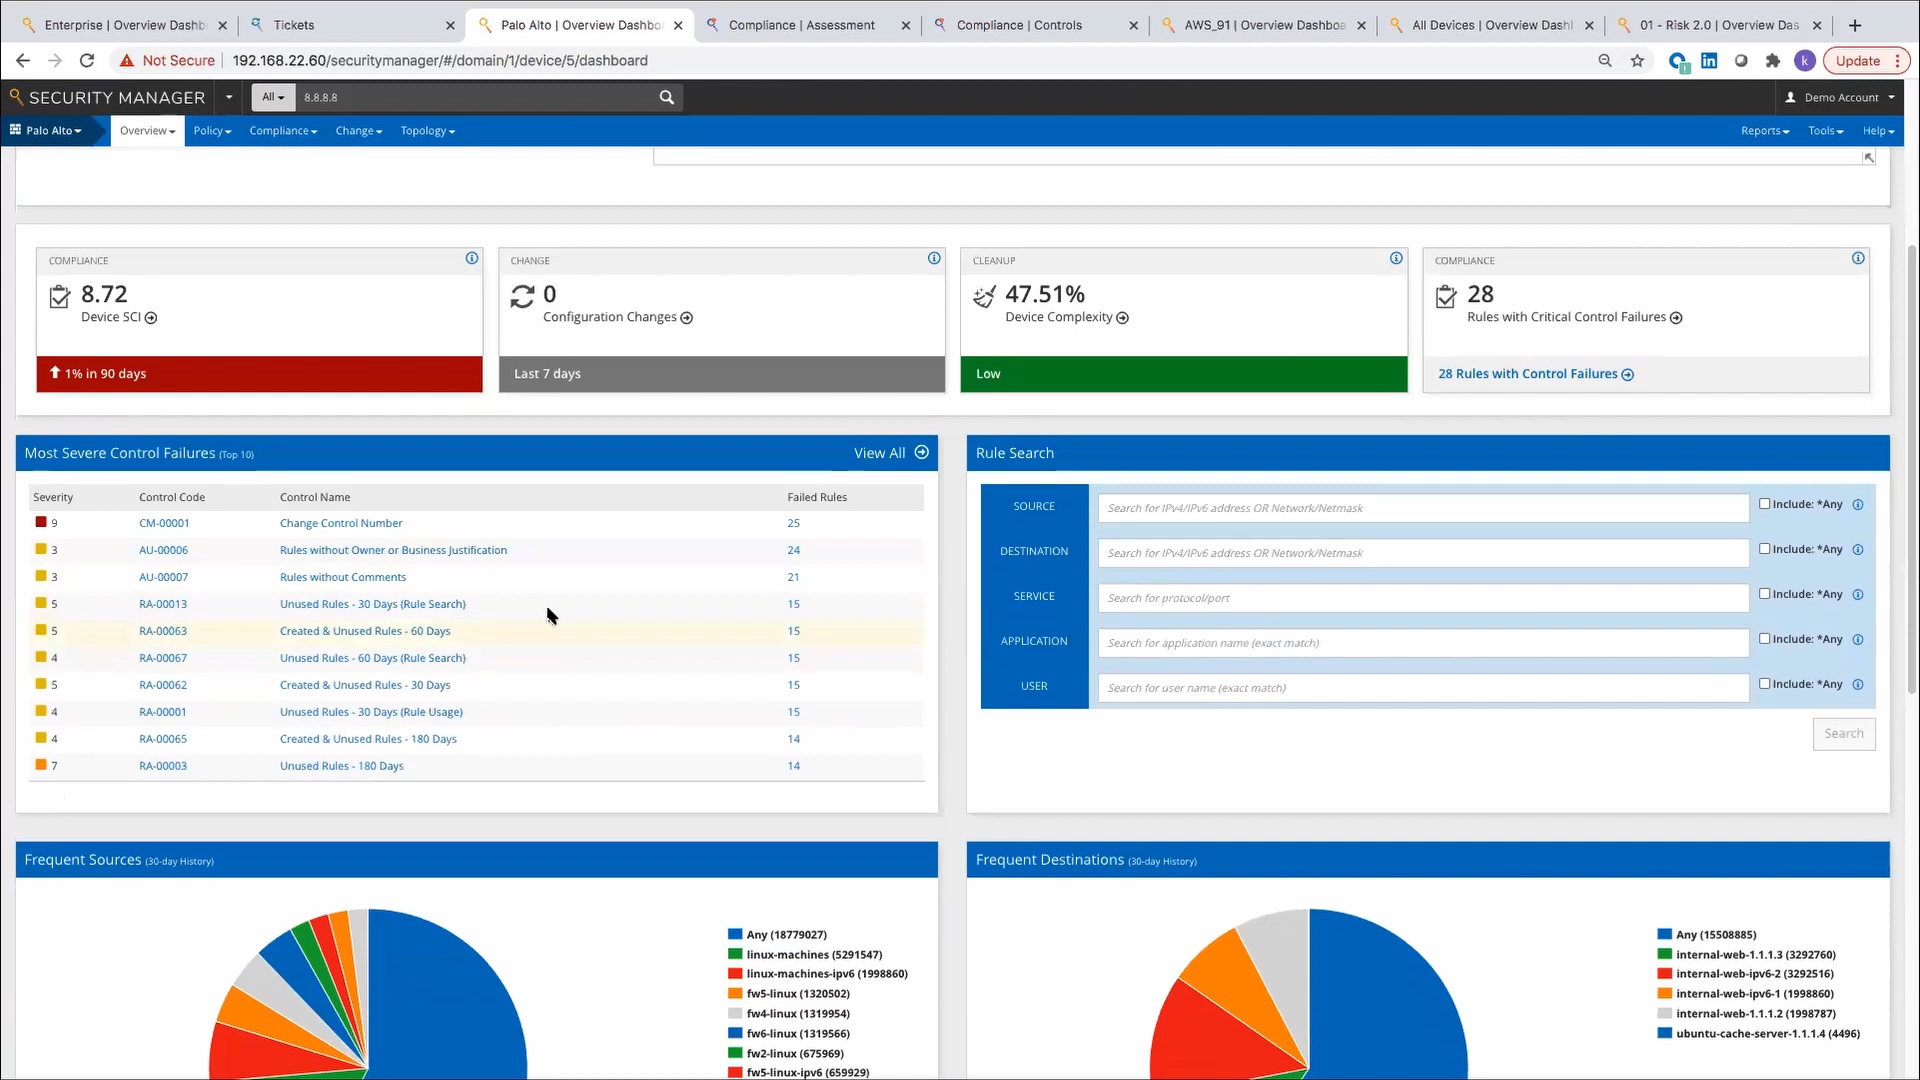 Enterprise | Overview Dashb
Tickets
Palo Alto | Overview Dashbo
Compliance | Assessment
Compliance | Controls
AWS_91 | Overview Dashboa
All Devices | Overview Dash
01 - Risk 2.0 | Overview Das
Not Secure
192.168.22.60/securitymanager/#/domain/1/device/5/dashboard
k
Update
SECURITY MANAGER
All
8.8.8.8
Demo Account
Palo Alto
Overview
Policy
Compliance
Change
Topology
Reports
Tools
Help
COMPLIANCE
8.72
Device SCI
1% in 90 days
CHANGE
0
Configuration Changes
Last 7 days
CLEANUP
47.51%
Device Complexity
Low
COMPLIANCE
28
Rules with Critical Control Failures
28 Rules with Control Failures
Most Severe Control Failures (Top 10)
View All
Severity Control Code Control Name Failed Rules
9 CM-00001 Change Control Number 25
3 AU-00006 Rules without Owner or Business Justification 24
3 AU-00007 Rules without Comments 21
5 RA-00013 Unused Rules - 30 Days (Rule Search) 15
5 RA-00063 Created & Unused Rules - 60 Days 15
4 RA-00067 Unused Rules - 60 Days (Rule Search) 15
5 RA-00062 Created & Unused Rules - 30 Days 15
4 RA-00001 Unused Rules - 30 Days (Rule Usage) 15
4 RA-00065 Created & Unused Rules - 180 Days 14
7 RA-00003 Unused Rules - 180 Days 14
Rule Search
SOURCE Search for IPv4/IPv6 address OR Network/Netmask Include: *Any
DESTINATION Search for IPv4/IPv6 address OR Network/Netmask Include: *Any
SERVICE Search for protocol/port Include: *Any
APPLICATION Search for application name (exact match) Include: *Any
USER Search for user name (exact match) Include: *Any
Search
Frequent Sources (30-day History)
Any (18779027)
linux-machines (5291547)
linux-machines-ipv6 (1998860)
fw5-linux (1320502)
fw4-linux (1319954)
fw6-linux (1319566)
fw2-linux (675969)
fw5-linux-ipv6 (659929)
Frequent Destinations (30-day History)
Any (15508885)
internal-web-1.1.1.3 (3292760)
internal-web-ipv6-2 (3292516)
internal-web-ipv6-1 (1998860)
internal-web-1.1.1.2 (1998787)
ubuntu-cache-server-1.1.1.4 (4496)